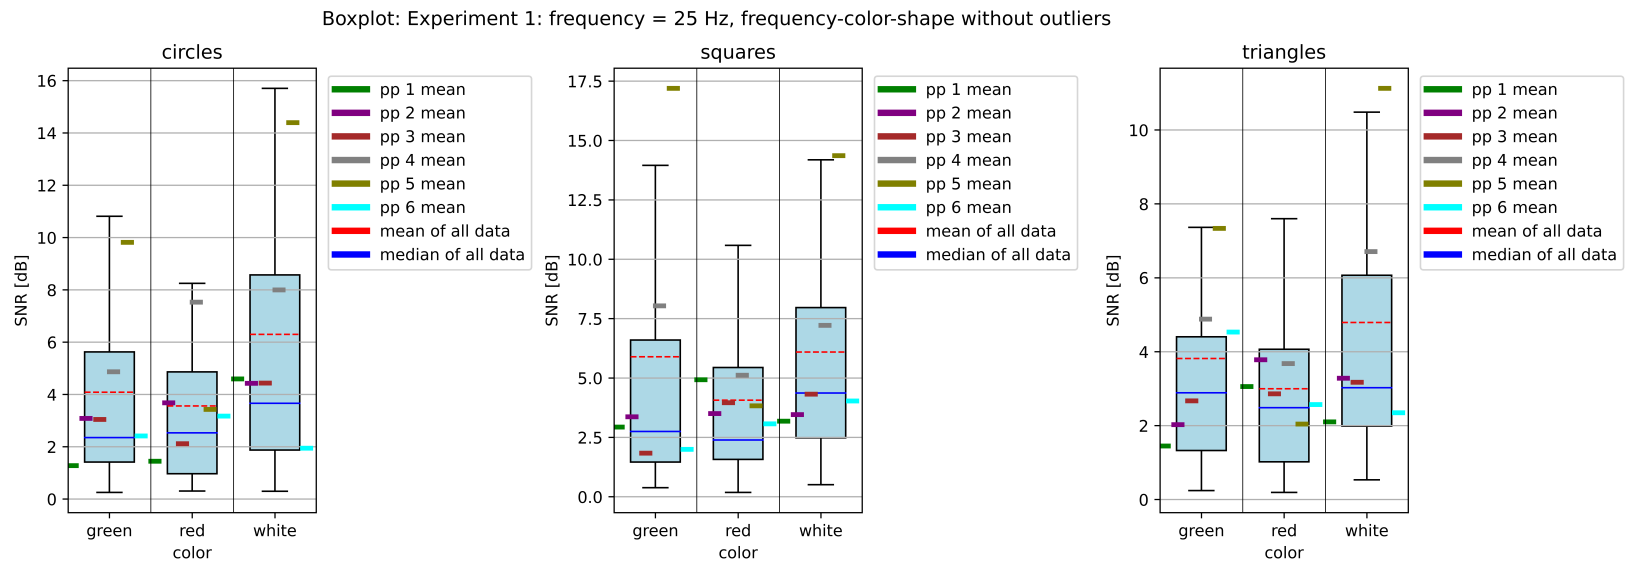 Boxplot: Experiment 1: frequency = 25 Hz, frequency-color-shape without outliers
circles
SNR [dB]
16
14
12
10
8
6
4
2
0
green red white
color
pp 1 mean
pp 2 mean
pp 3 mean
pp 4 mean
pp 5 mean
pp 6 mean
mean of all data
median of all data
squares
SNR [dB]
17.5
15.0
12.5
10.0
7.5
5.0
2.5
0.0
green red white
color
pp 1 mean
pp 2 mean
pp 3 mean
pp 4 mean
pp 5 mean
pp 6 mean
mean of all data
median of all data
triangles
SNR [dB]
10
8
6
4
2
0
green red white
color
pp 1 mean
pp 2 mean
pp 3 mean
pp 4 mean
pp 5 mean
pp 6 mean
mean of all data
median of all data